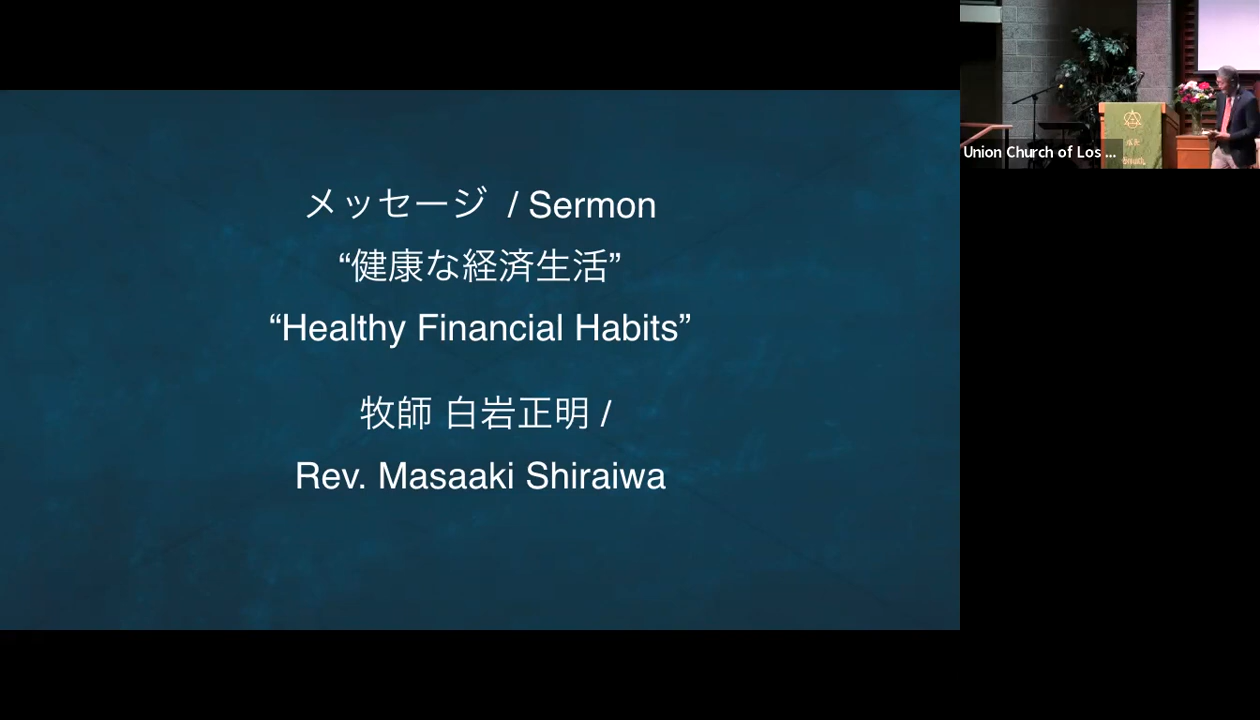 メッセージ / Sermon
“健康な経済生活”
“Healthy Financial Habits”
牧師 白岩正明 /
Rev. Masaaki Shiraiwa
Union Church of Los ...